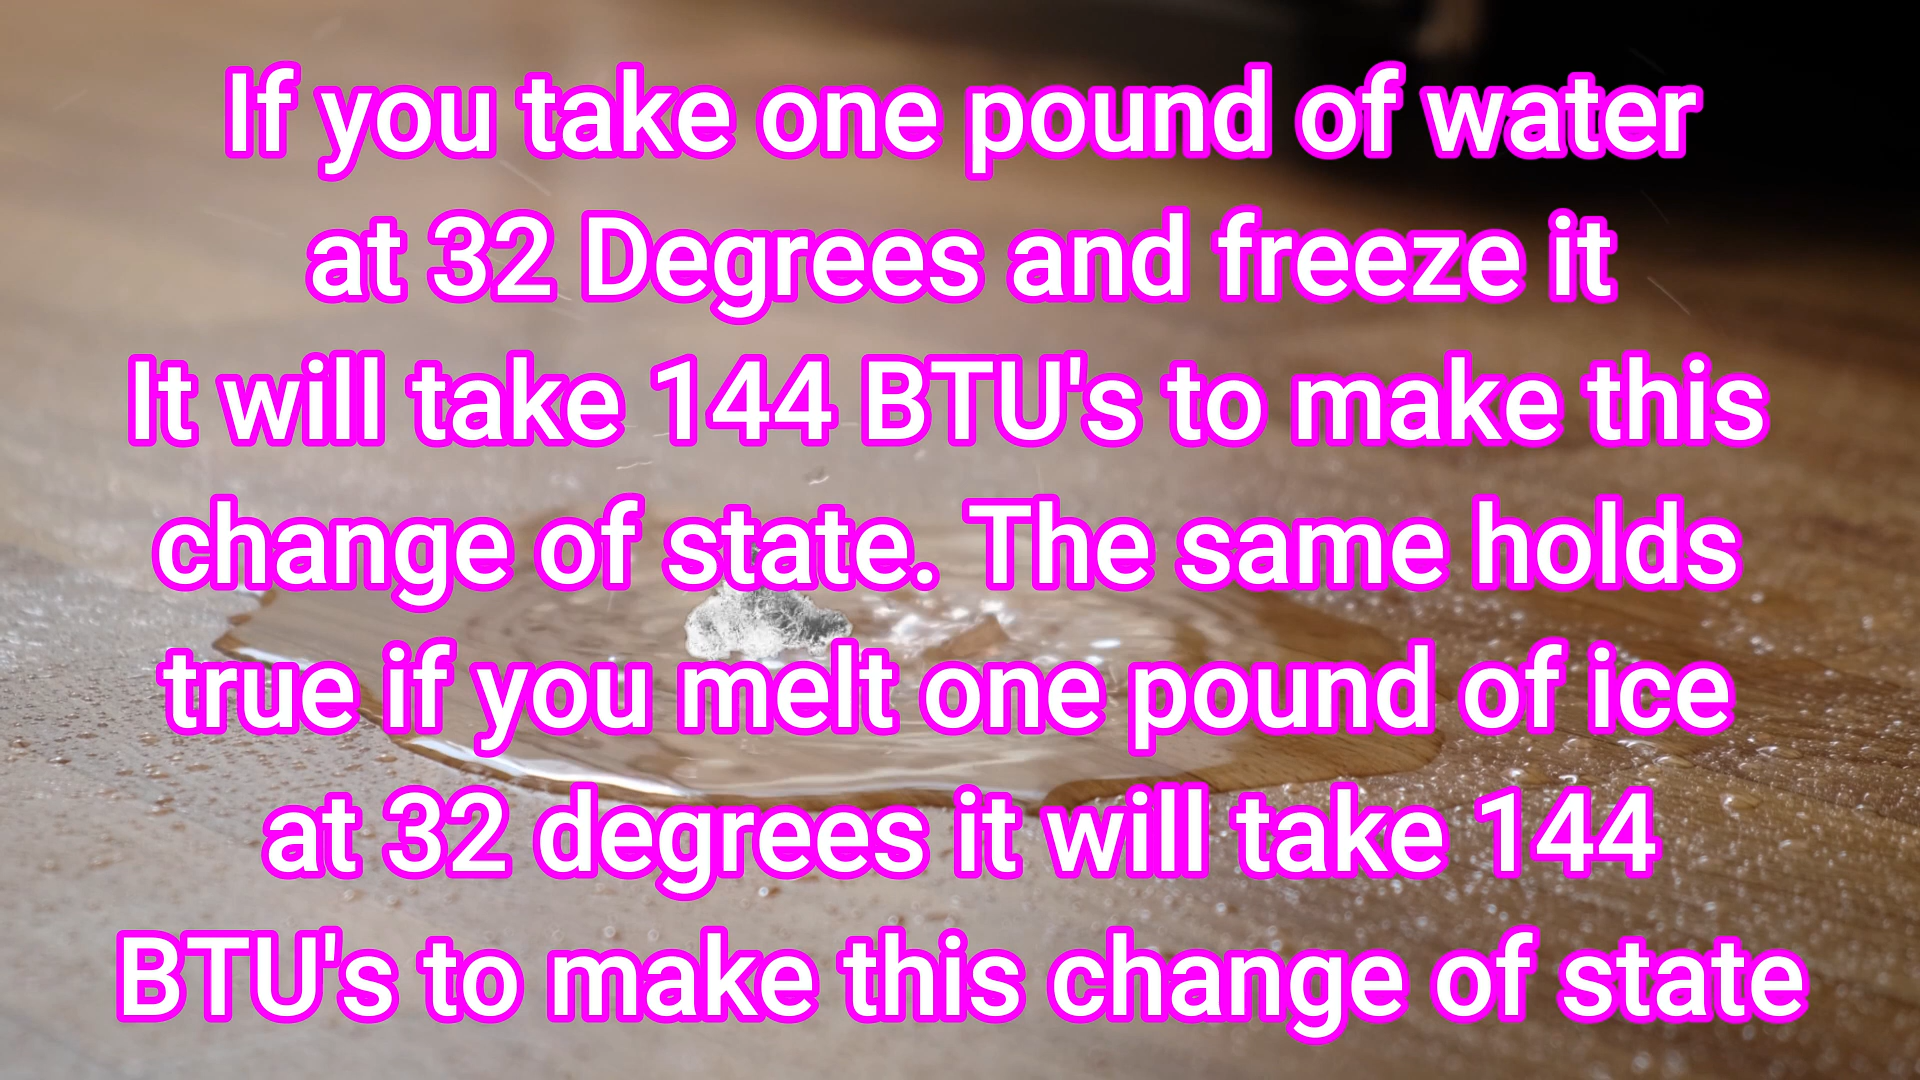 If you take one pound of water
at 32 Degrees and freeze it
It will take 144 BTU's to make this
change of state. The same holds
true if you melt one pound of ice
at 32 degrees it will take 144
BTU's to make this change of state